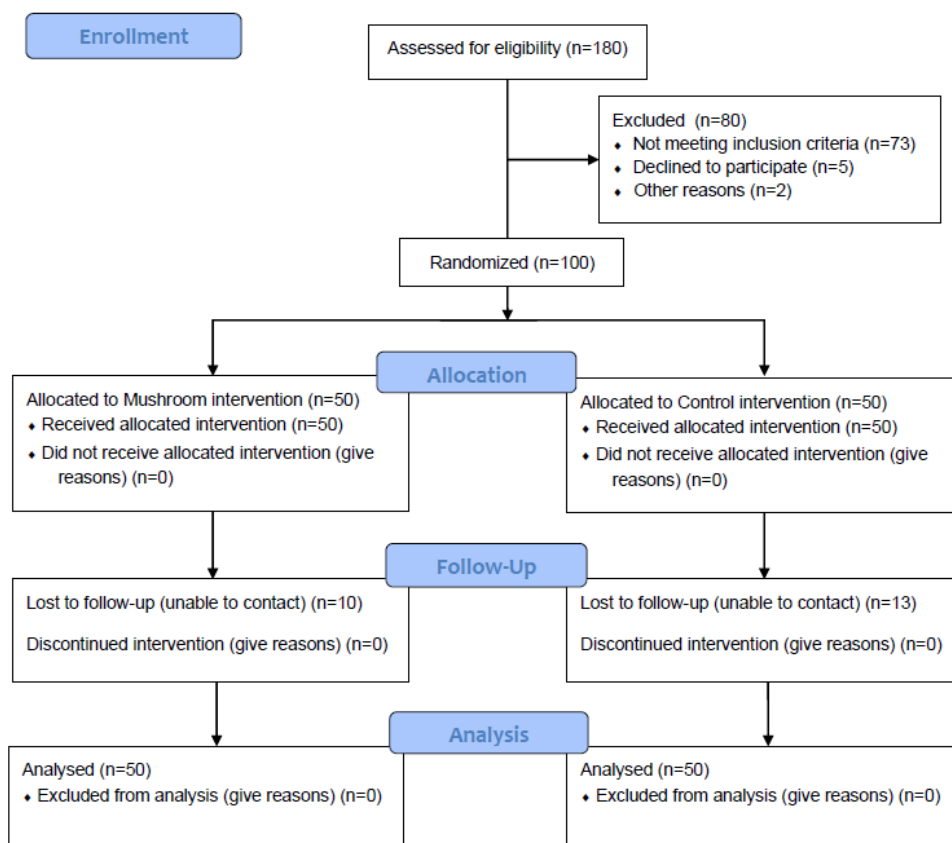 Enrollment
Assessed for eligibility (n=180)
Excluded (n=80)
⬧ Not meeting inclusion criteria (n=73)
⬧ Declined to participate (n=5)
⬧ Other reasons (n=2)
Randomized (n=100)
Allocation
Allocated to Mushroom intervention (n=50)
⬧ Received allocated intervention (n=50)
⬧ Did not receive allocated intervention (give
reasons) (n=0)
Allocated to Control intervention (n=50)
⬧ Received allocated intervention (n=50)
⬧ Did not receive allocated intervention (give
reasons) (n=0)
Follow-Up
Lost to follow-up (unable to contact) (n=10)
Discontinued intervention (give reasons) (n=0)
Lost to follow-up (unable to contact) (n=13)
Discontinued intervention (give reasons) (n=0)
Analysis
Analysed (n=50)
⬧ Excluded from analysis (give reasons) (n=0)
Analysed (n=50)
⬧ Excluded from analysis (give reasons) (n=0)